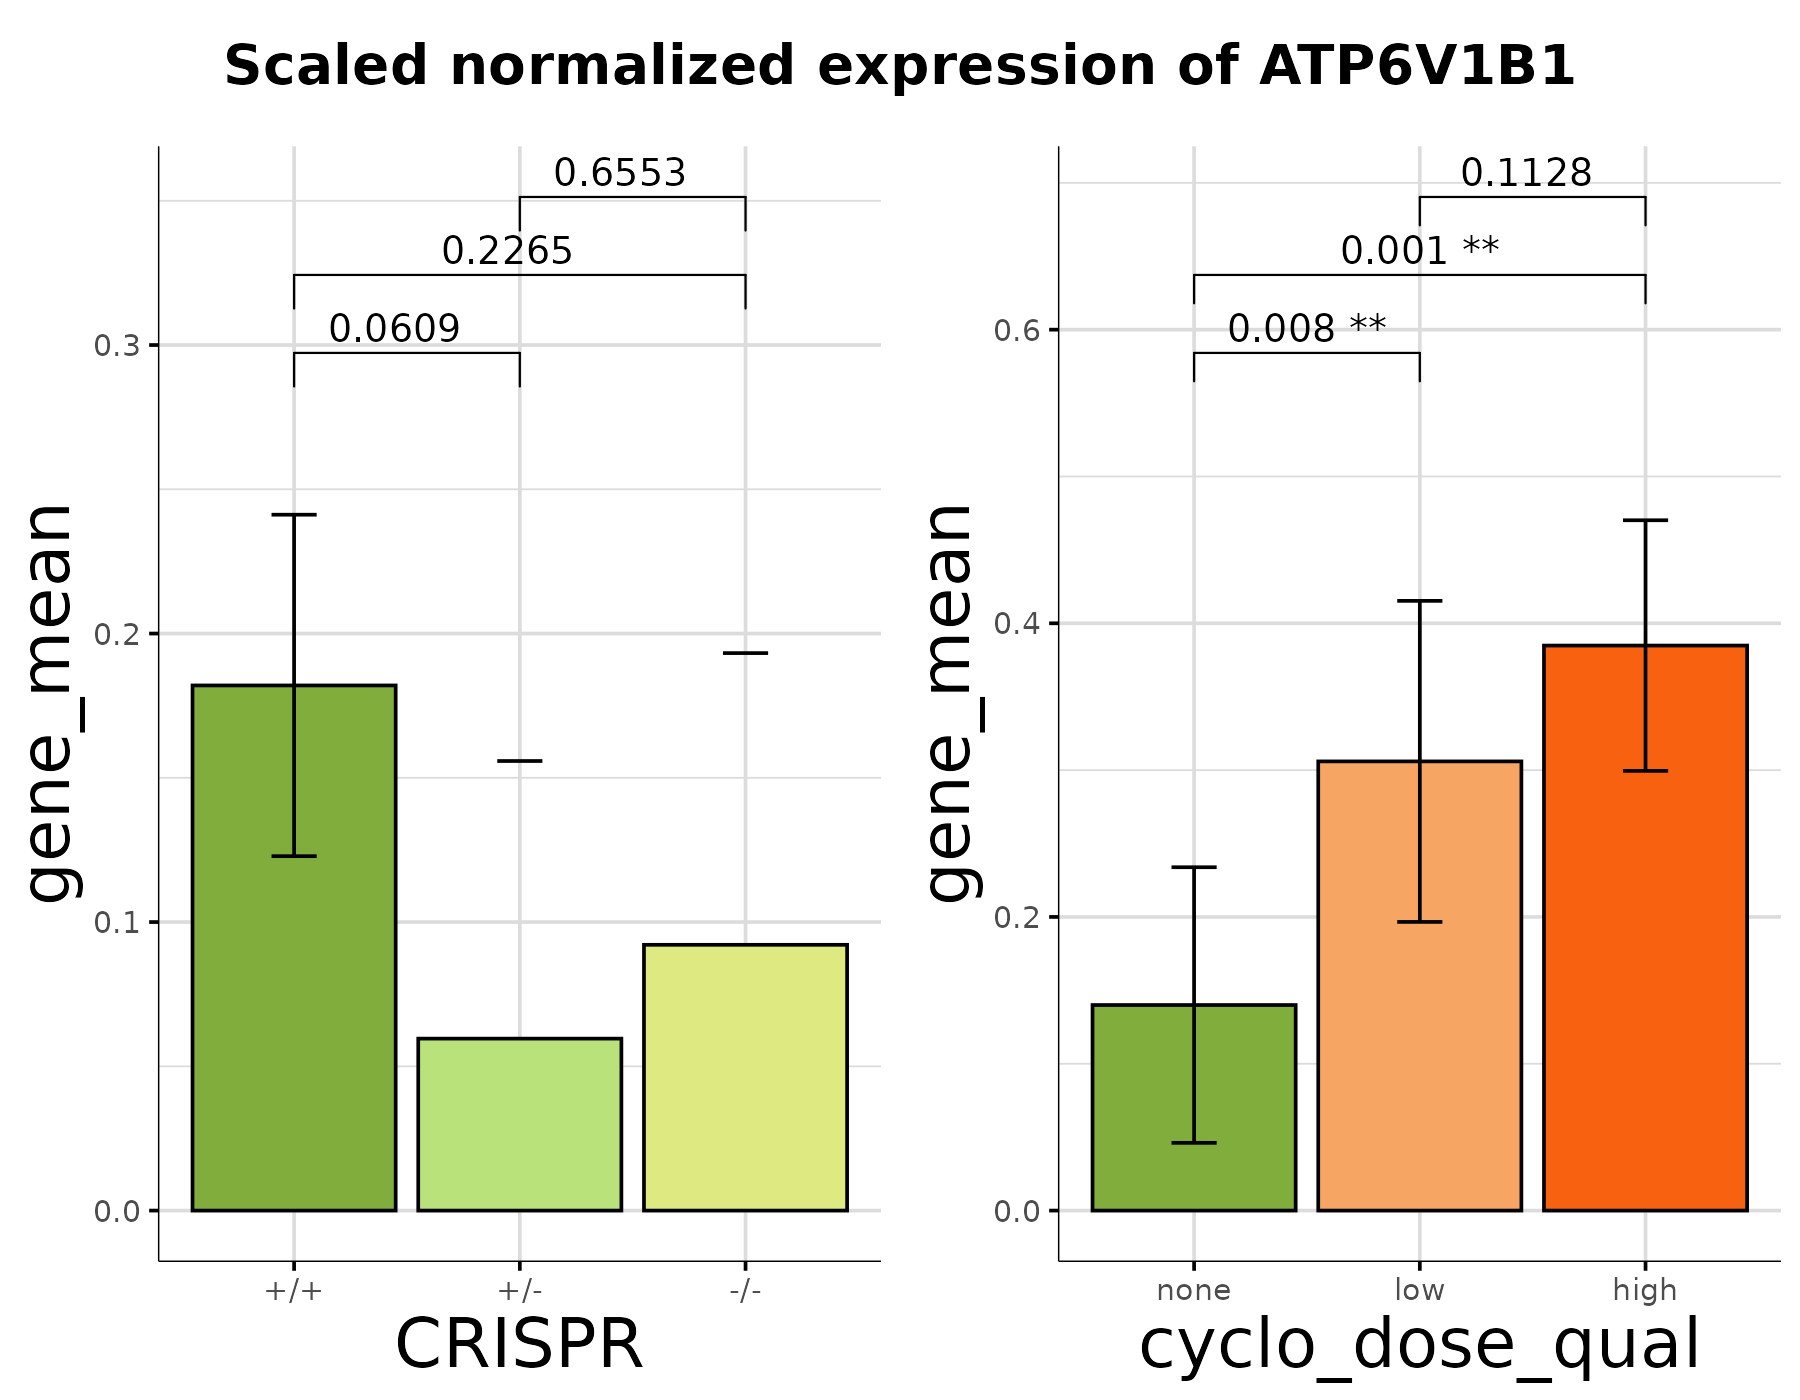 Scaled normalized expression of ATP6V1B1
gene_mean
0.6553
0.2265
0.0609
0.3
0.2
0.1
0.0
+/+ +/- -/-
CRISPR
gene_mean
0.1128
0.001 **
0.008 **
0.6
0.4
0.2
0.0
none low high
cyclo_dose_qual